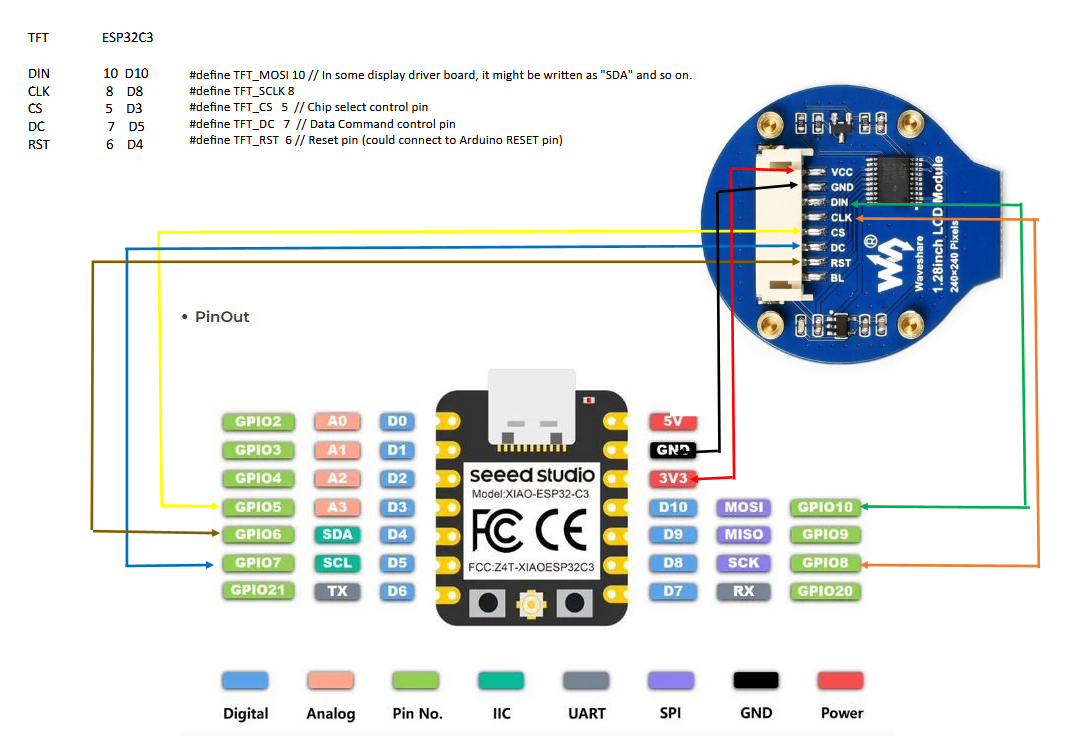 TFT ESP32C3
DIN 10 D10 #define TFT_MOSI 10 // In some display driver board, it might be written as "SDA" and so on.
CLK 8 D8 #define TFT_SCLK 8
CS 5 D3 #define TFT_CS 5 // Chip select control pin
DC 7 D5 #define TFT_DC 7 // Data Command control pin
RST 6 D4 #define TFT_RST 6 // Reset pin (could connect to Arduino RESET pin)
VCC
GND
DIN
CLK
CS
DC
RST
BL
®
Waveshare
1.28inch LCD Module
240×240 Pixels
• PinOut
GPIO2 A0 D0 5V
GPIO3 A1 D1 GND
GPIO4 A2 D2 3V3
GPIO5 A3 D3 D10 MOSI GPIO10
GPIO6 SDA D4 D9 MISO GPIO9
GPIO7 SCL D5 D8 SCK GPIO8
GPIO21 TX D6 D7 RX GPIO20
seeed studio
Model:XIAO-ESP32-C3
FC CE
FCC:Z4T-XIAOESP32C3
Digital Analog Pin No. IIC UART SPI GND Power